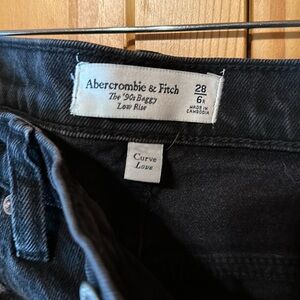 Abercrombie & Fitch
The '90s Baggy
Low Rise
28
6R
MADE IN
CAMBODIA
Curve
Love